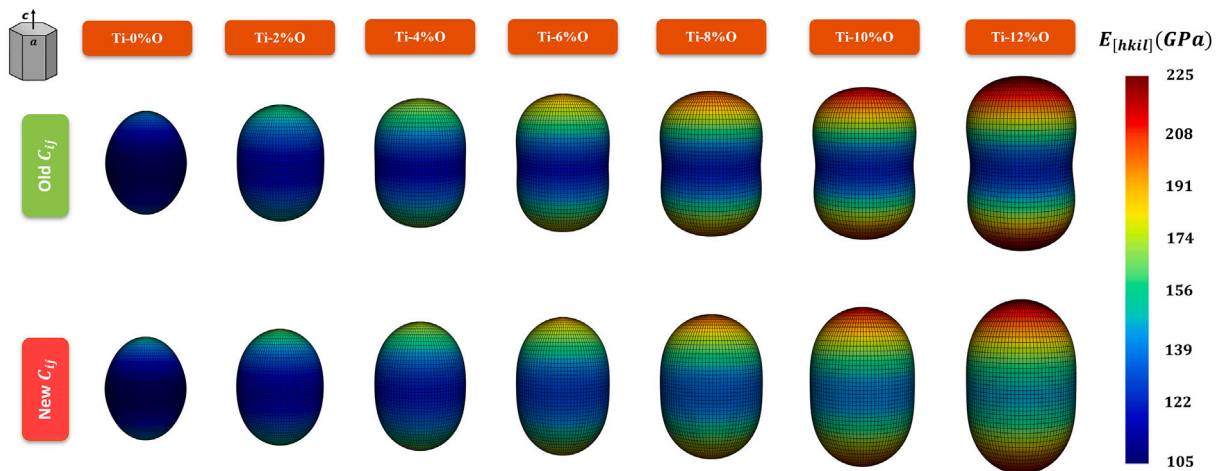 c
a
Ti-0%O
Ti-2%O
Ti-4%O
Ti-6%O
Ti-8%O
Ti-10%O
Ti-12%O
E[hkil](GPa)
Old Cij
New Cij
225
208
191
174
156
139
122
105